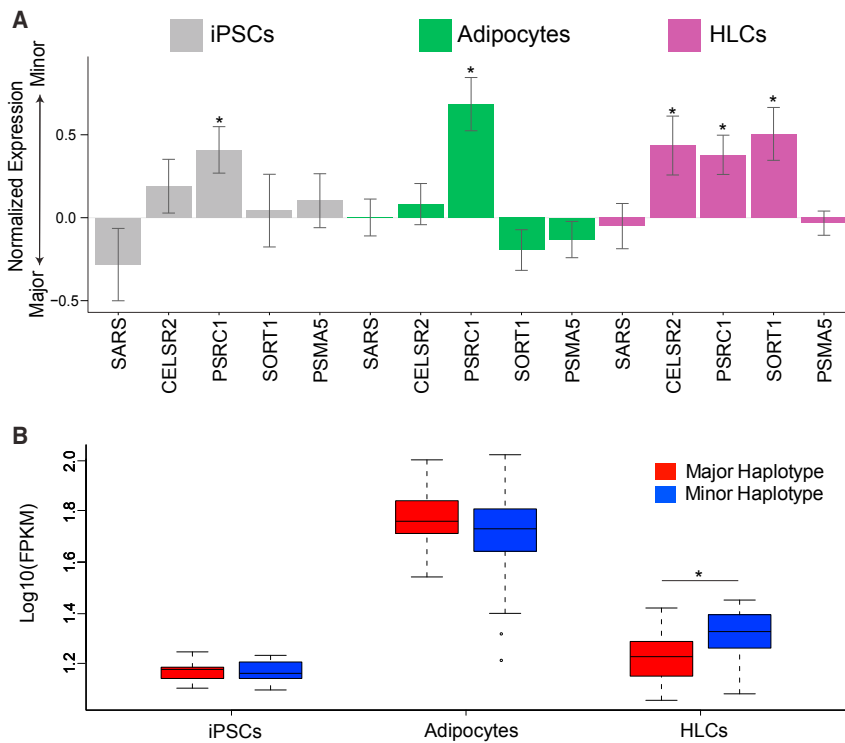 A
iPSCs
Adipocytes
HLCs
Normalized Expression
Major
Minor
0.5
0.0
−0.5
*
*
*
*
*
SARS
CELSR2
PSRC1
SORT1
PSMA5
SARS
CELSR2
PSRC1
SORT1
PSMA5
SARS
CELSR2
PSRC1
SORT1
PSMA5
B
Log10(FPKM)
2.0
1.8
1.6
1.4
1.2
Major Haplotype
Minor Haplotype
*
iPSCs
Adipocytes
HLCs